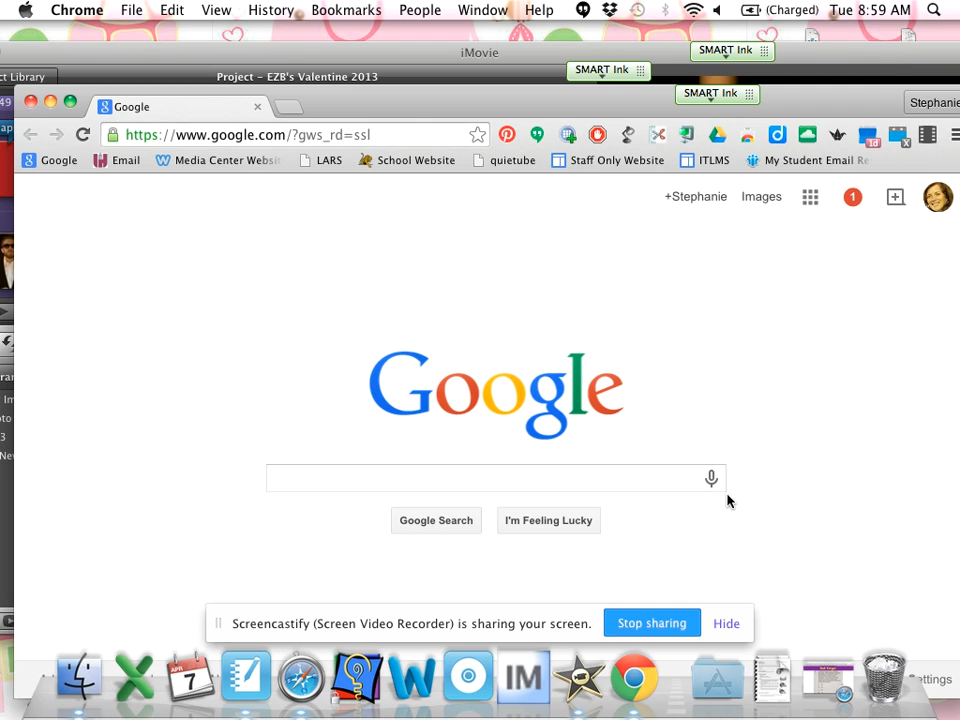 Chrome File Edit View History Bookmarks People Window Help (Charged) Tue 8:59 AM
iMovie
SMART Ink
SMART Ink
ct Library Project – EZB's Valentine 2013
SMART Ink
Google Stephanie
https://www.google.com/?gws_rd=ssl
Google Email Media Center Websi LARS School Website quietube Staff Only Website ITLMS My Student Email Re
+Stephanie Images 1
Google
Google Search I'm Feeling Lucky
Screencastify (Screen Video Recorder) is sharing your screen. Stop sharing Hide
APR
7
W
IM
ettings